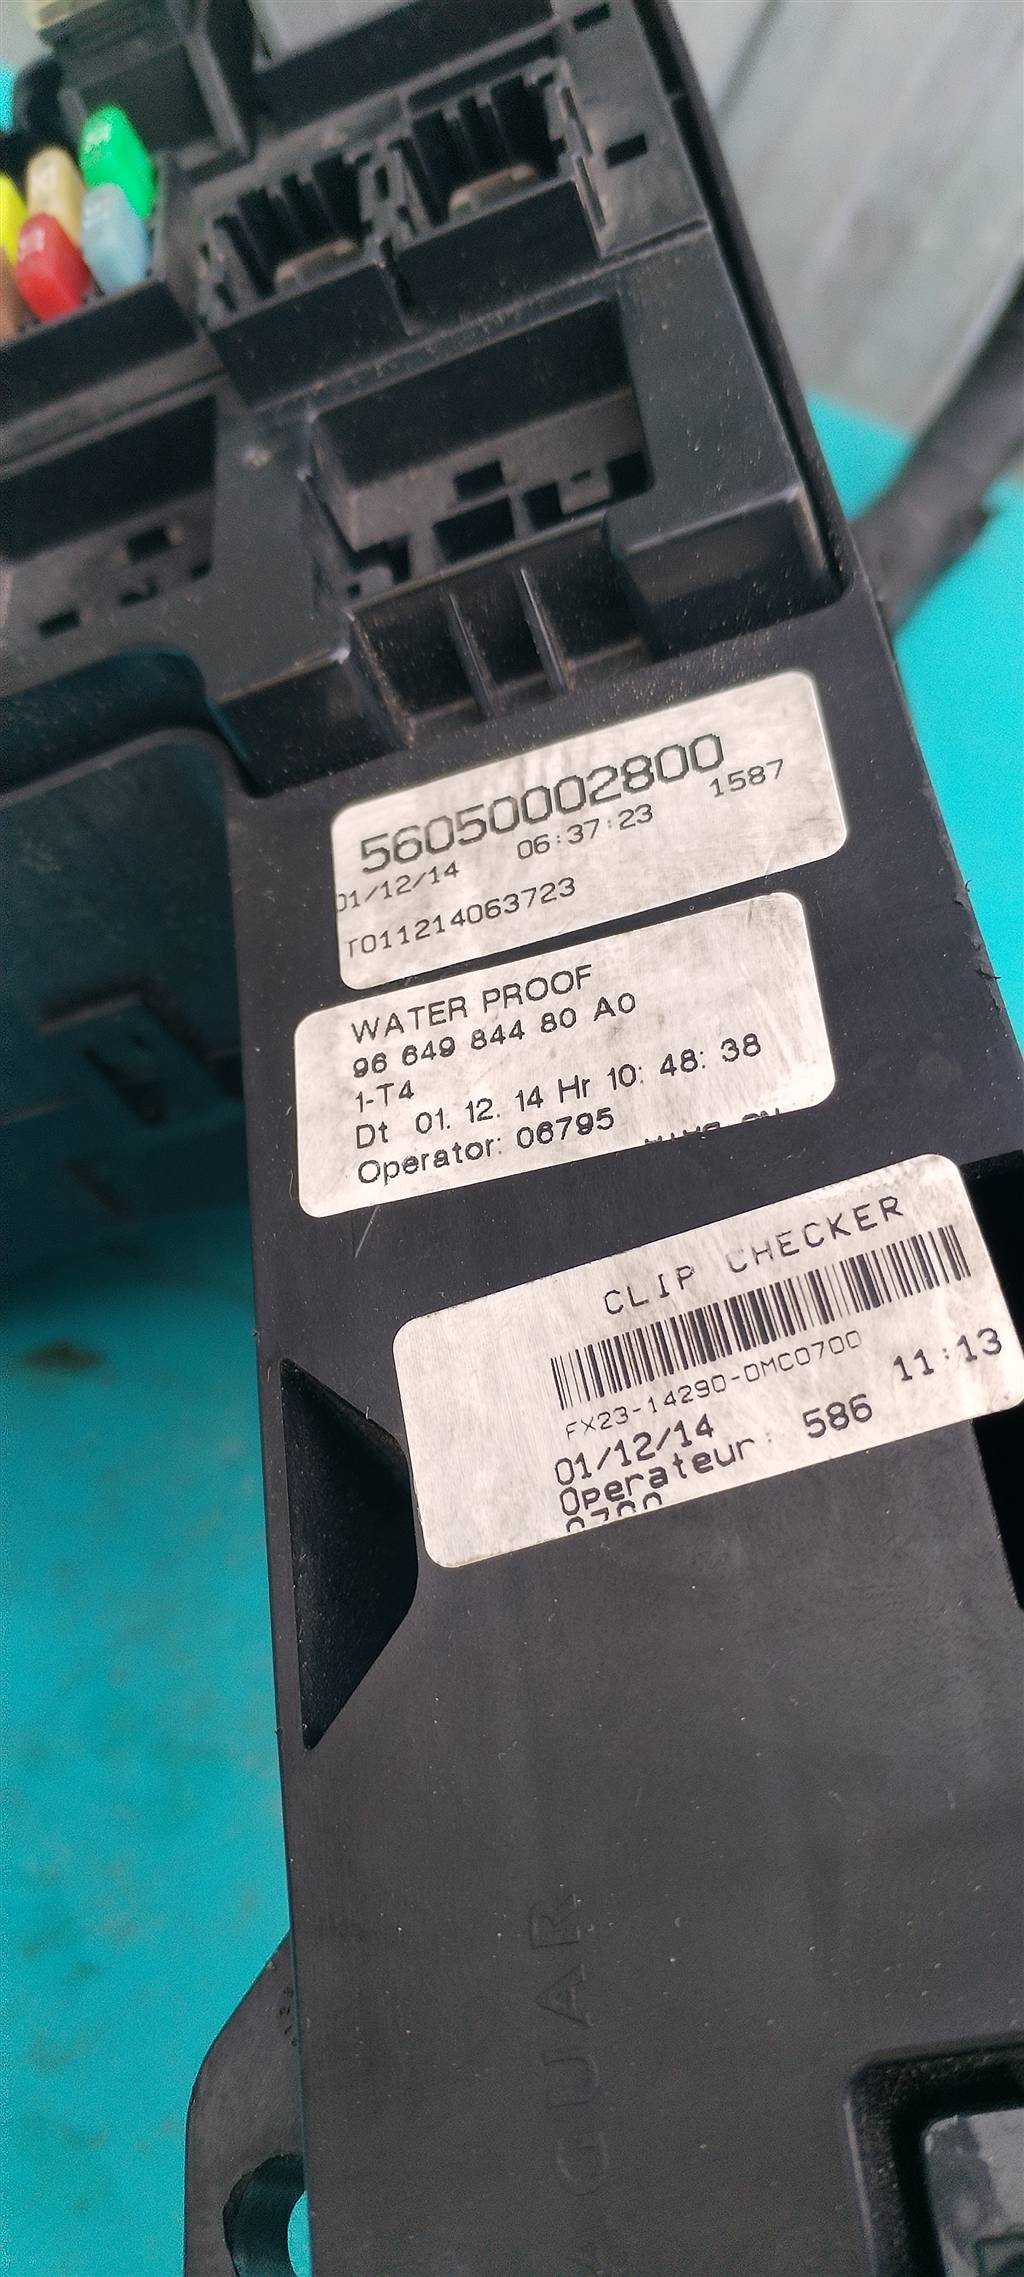 56050002800
01/12/14 06:37:23 1587
T011214063723
WATER PROOF
96 649 844 80 A0
1-T4
Dt 01. 12. 14 Hr 10: 48: 38
Operator: 06795
CLIP CHECKER
FX23-14290-DMC0700
01/12/14 11:13
Operateur: 586
GUAR